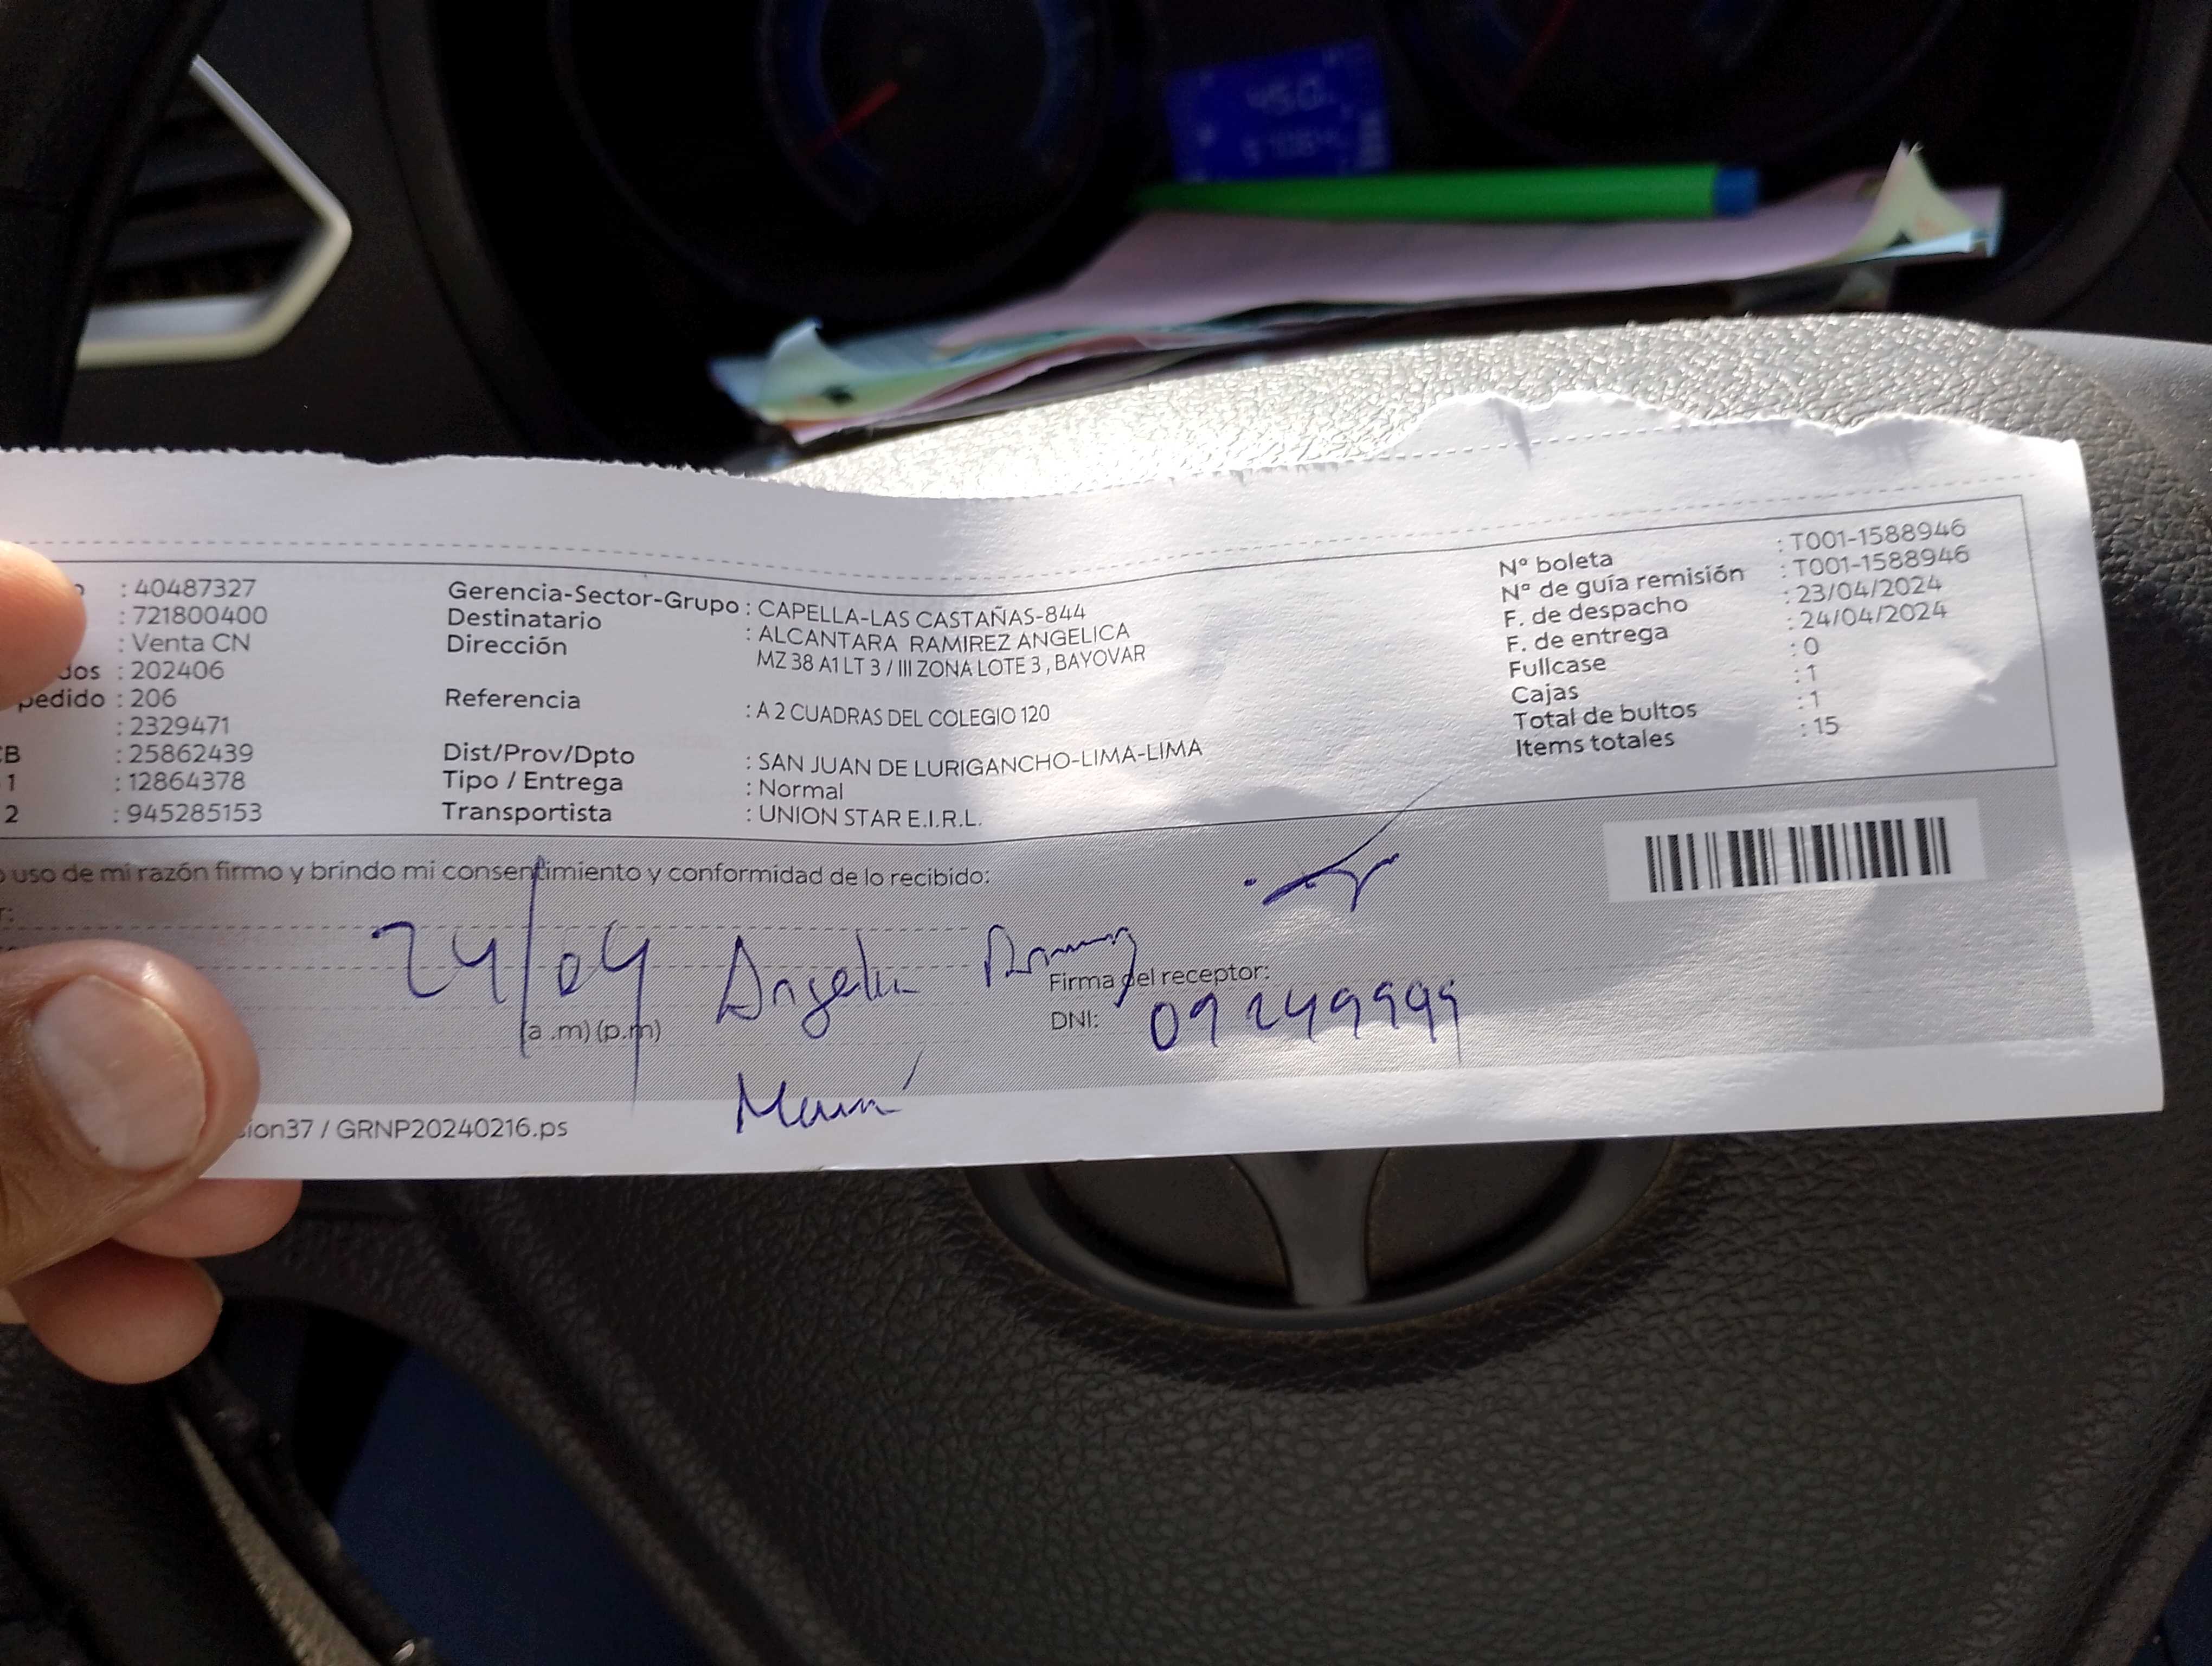 : 40487327
: 721800400
: Venta CN
dos : 202406
pedido : 206
: 2329471
CB : 25862439
1 : 12864378
2 : 945285153
Gerencia-Sector-Grupo : CAPELLA-LAS CASTAÑAS-844
Destinatario : ALCANTARA RAMIREZ ANGELICA
Dirección MZ 38 A1 LT 3 / III ZONA LOTE 3 , BAYOVAR
Referencia : A 2 CUADRAS DEL COLEGIO 120
Dist/Prov/Dpto : SAN JUAN DE LURIGANCHO-LIMA-LIMA
Tipo / Entrega : Normal
Transportista : UNION STAR E.I.R.L.
Nº boleta : T001-1588946
Nº de guía remisión : T001-1588946
F. de despacho : 23/04/2024
F. de entrega : 24/04/2024
Fullcase : 0
Cajas : 1
Total de bultos : 1
Items totales : 15
uso de mi razón firmo y brindo mi consentimiento y conformidad de lo recibido:
24/04
Firma del receptor:
(a .m) (p.m)
DNI: 09249999
sion37 / GRNP20240216.ps